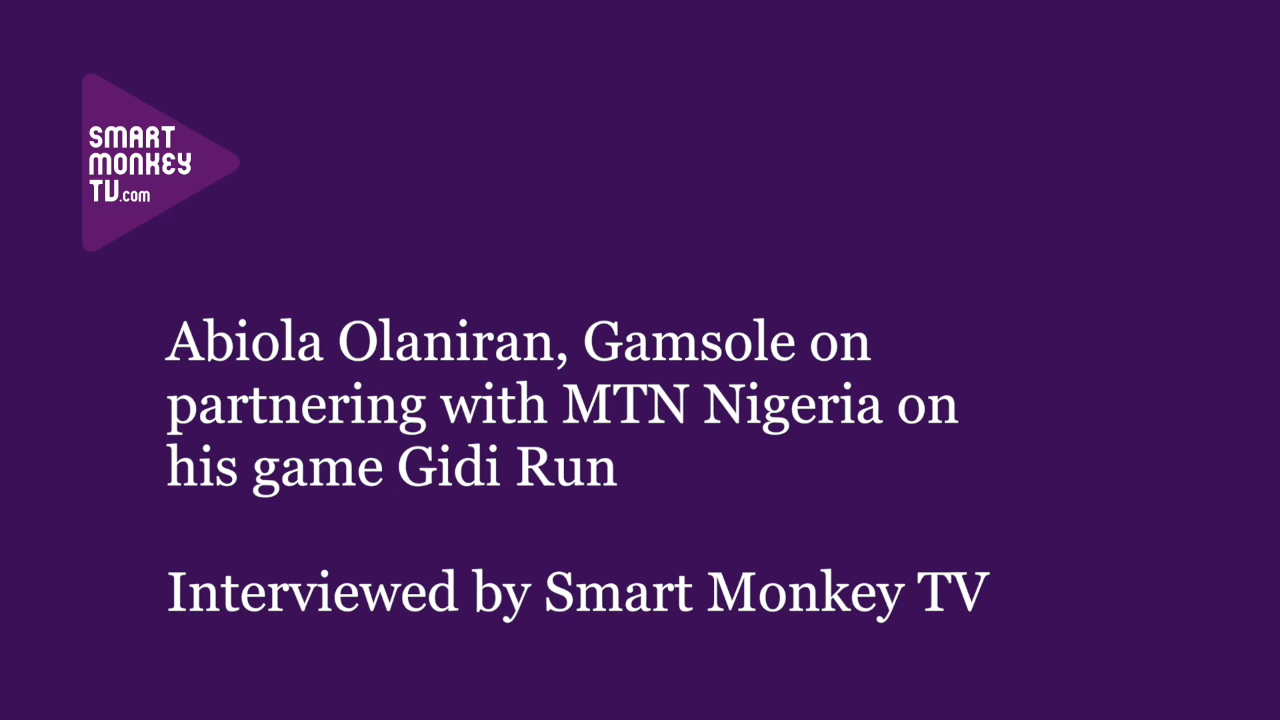 SMART
MONKEY
TV.com
Abiola Olaniran, Gamsole on
partnering with MTN Nigeria on
his game Gidi Run
Interviewed by Smart Monkey TV